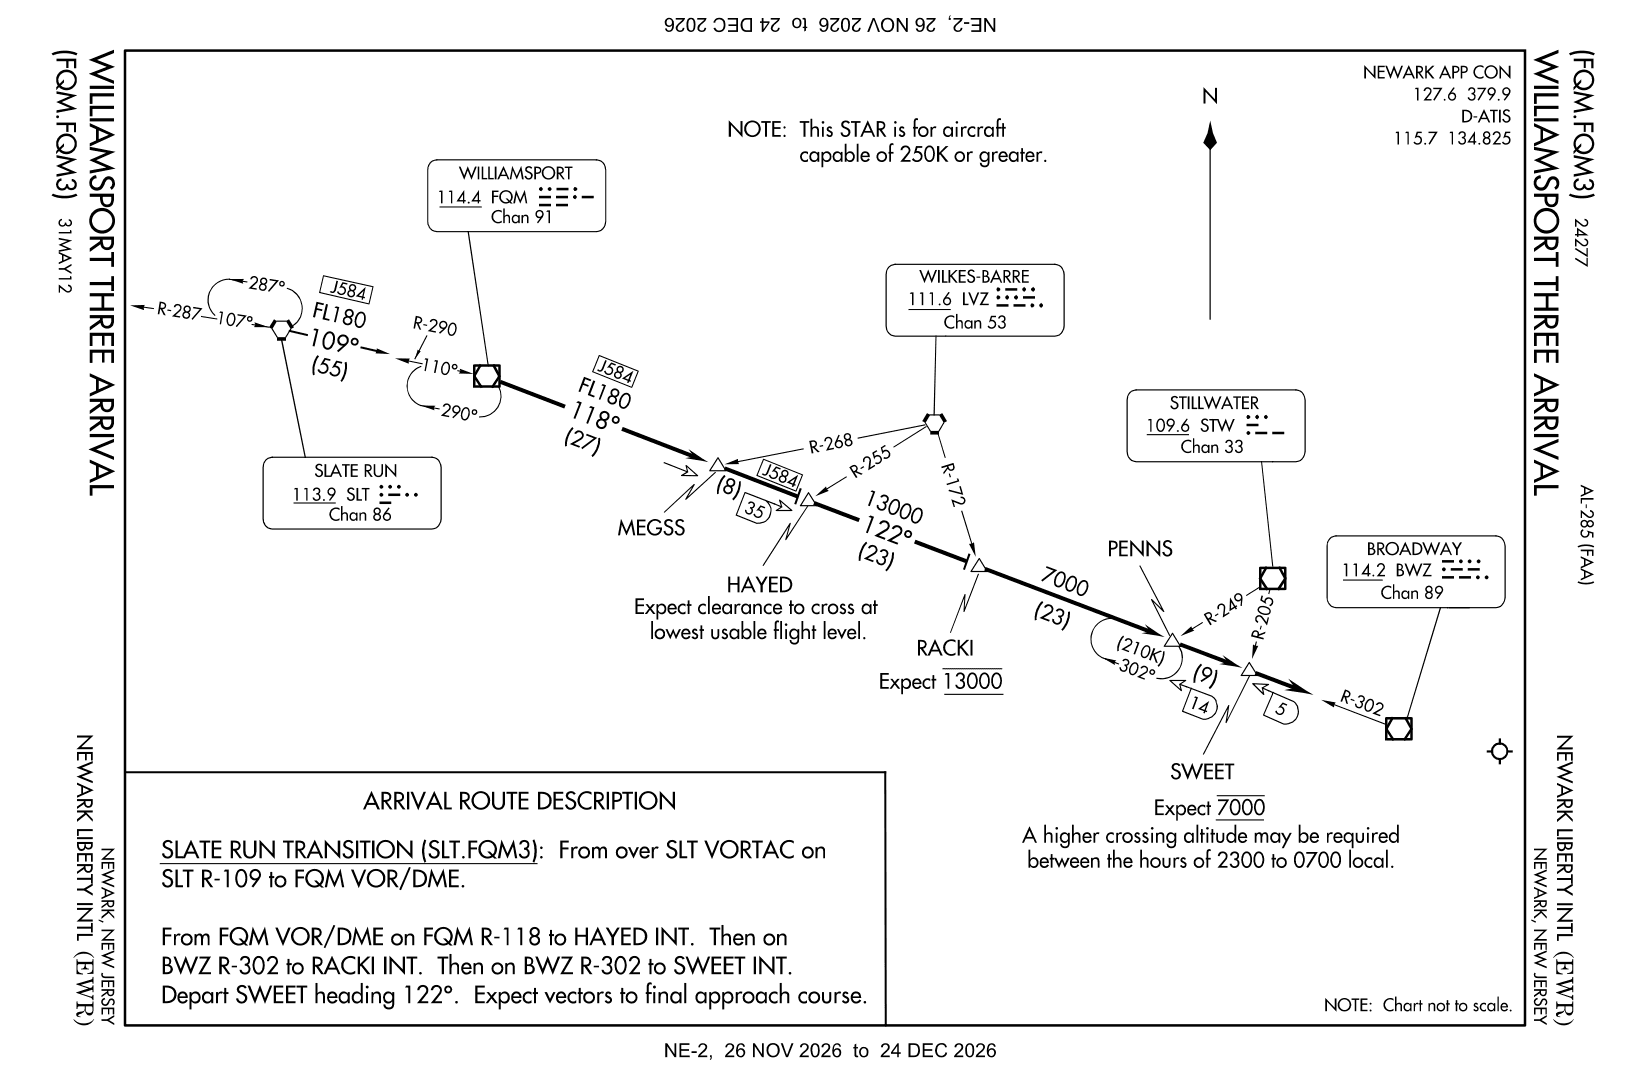 NE-2, 26 NOV 2026 to 24 DEC 2026
WILLIAMSPORT THREE ARRIVAL
(FQM.FQM3) 31MAY12
(FQM.FQM3) 24277
WILLIAMSPORT THREE ARRIVAL
AL-285 (FAA)
NEWARK APP CON
127.6 379.9
D-ATIS
115.7 134.825
N
NOTE: This STAR is for aircraft
capable of 250K or greater.
WILLIAMSPORT
114.4 FQM
Chan 91
287°
J584
FL180
R-287
107°
109°
(55)
R-290
110°
290°
SLATE RUN
113.9 SLT
Chan 86
J584
FL180
118°
(27)
WILKES-BARRE
111.6 LVZ
Chan 53
R-268
R-255
R-172
J584
(8)
35
MEGSS
HAYED
Expect clearance to cross at
lowest usable flight level.
13000
122°
(23)
RACKI
Expect 13000
7000
(23)
PENNS
STILLWATER
109.6 STW
Chan 33
R-249
R-205
(210K)
302°
14
(9)
5
BROADWAY
114.2 BWZ
Chan 89
R-302
SWEET
Expect 7000
A higher crossing altitude may be required
between the hours of 2300 to 0700 local.
ARRIVAL ROUTE DESCRIPTION
SLATE RUN TRANSITION (SLT.FQM3): From over SLT VORTAC on
SLT R-109 to FQM VOR/DME.
From FQM VOR/DME on FQM R-118 to HAYED INT. Then on
BWZ R-302 to RACKI INT. Then on BWZ R-302 to SWEET INT.
Depart SWEET heading 122°. Expect vectors to final approach course.
NOTE: Chart not to scale.
NEWARK, NEW JERSEY
NEWARK LIBERTY INTL (EWR)
NEWARK LIBERTY INTL (EWR)
NEWARK, NEW JERSEY
NE-2, 26 NOV 2026 to 24 DEC 2026